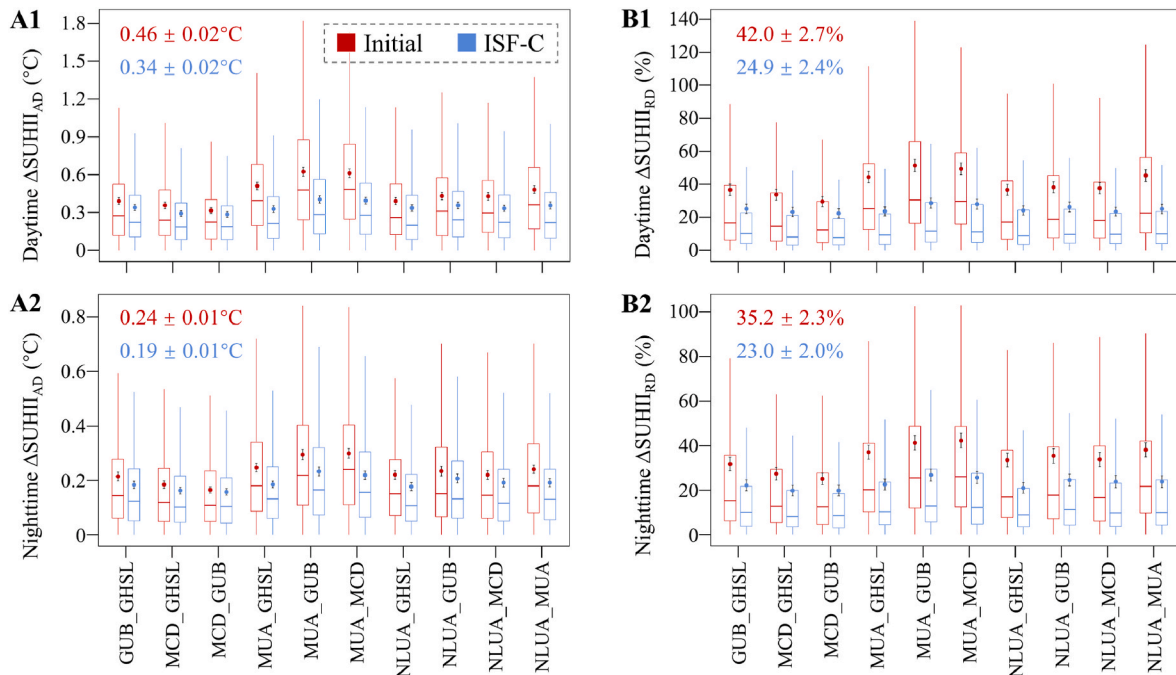 A1
Daytime ΔSUHII_AD (°C)
1.8
1.5
1.2
0.9
0.6
0.3
0
0.46 ± 0.02°C
0.34 ± 0.02°C
Initial ISF-C
B1
Daytime ΔSUHII_RD (%)
140
120
100
80
60
40
20
0
42.0 ± 2.7%
24.9 ± 2.4%
A2
Nighttime ΔSUHII_AD (°C)
0.8
0.6
0.4
0.2
0
0.24 ± 0.01°C
0.19 ± 0.01°C
GUB_GHSL
MCD_GHSL
MCD_GUB
MUA_GHSL
MUA_GUB
MUA_MCD
NLUA_GHSL
NLUA_GUB
NLUA_MCD
NLUA_MUA
B2
Nighttime ΔSUHII_RD (%)
100
80
60
40
20
0
35.2 ± 2.3%
23.0 ± 2.0%
GUB_GHSL
MCD_GHSL
MCD_GUB
MUA_GHSL
MUA_GUB
MUA_MCD
NLUA_GHSL
NLUA_GUB
NLUA_MCD
NLUA_MUA